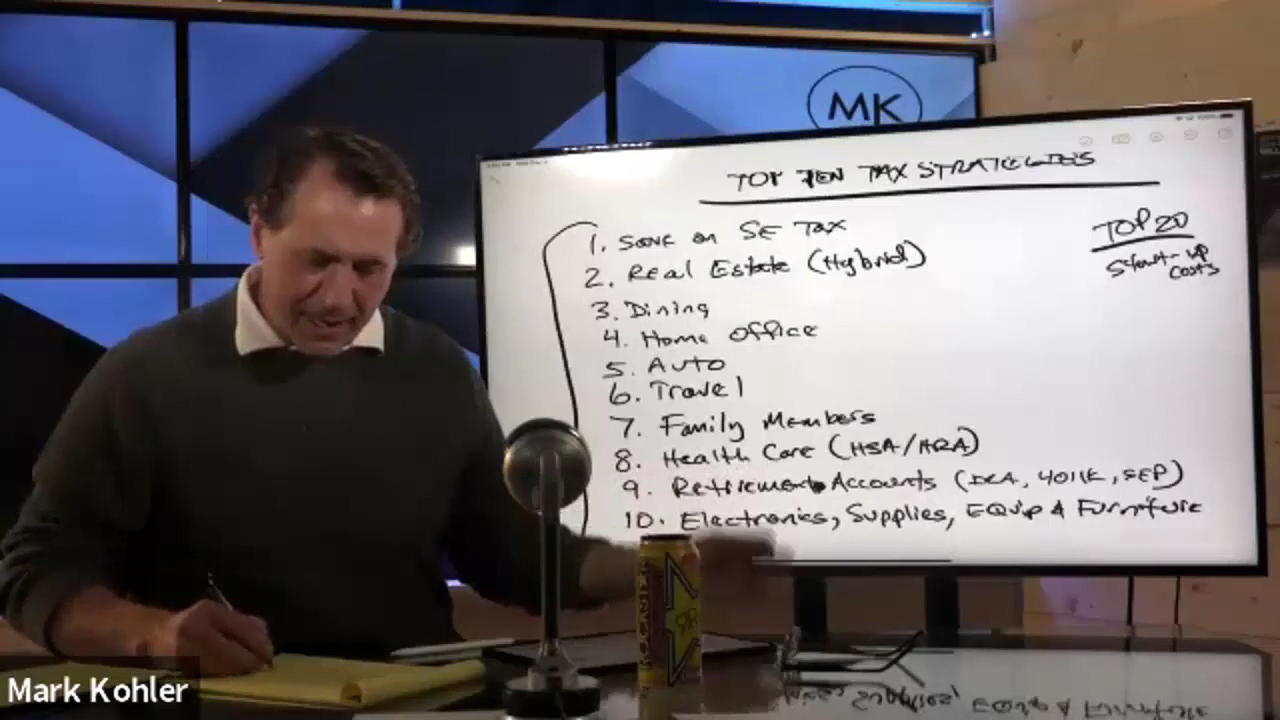 MK
TOP TEN TAX STRATEGIES
1. SAVE on SE TAX
2. Real Estate (Hybrid)
3. Dining
4. Home Office
5. Auto
6. Travel
7. Family Members
8. Health Care (HSA/HRA)
9. Retirement Accounts (IRA, 401K, SEP)
10. Electronics, Supplies, EQuip & Furniture
TOP 20
Start-up
costs
ROCKSTAR
Mark Kohler